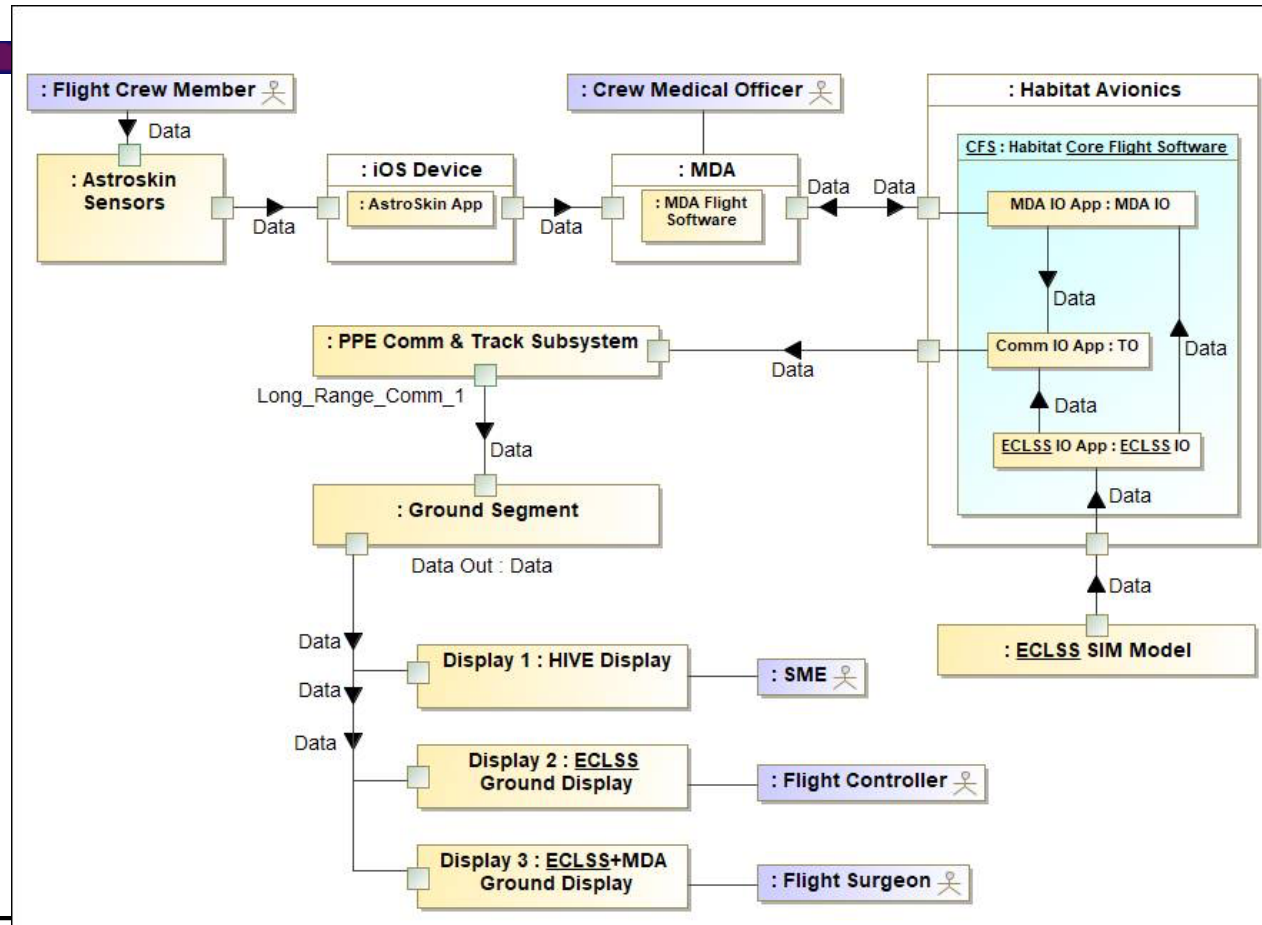 : Flight Crew Member
: Crew Medical Officer
: Habitat Avionics
Data
: Astroskin
Sensors
Data
: iOS Device
: AstroSkin App
Data
: MDA
: MDA Flight
Software
Data
Data
CFS : Habitat Core Flight Software
MDA IO App : MDA IO
Data
Comm IO App : TO
Data
Data
ECLSS IO App : ECLSS IO
Data
Data
: ECLSS SIM Model
Data
: PPE Comm & Track Subsystem
Long_Range_Comm_1
Data
: Ground Segment
Data Out : Data
Data
Display 1 : HIVE Display
: SME
Data
Data
Display 2 : ECLSS
Ground Display
: Flight Controller
Display 3 : ECLSS+MDA
Ground Display
: Flight Surgeon